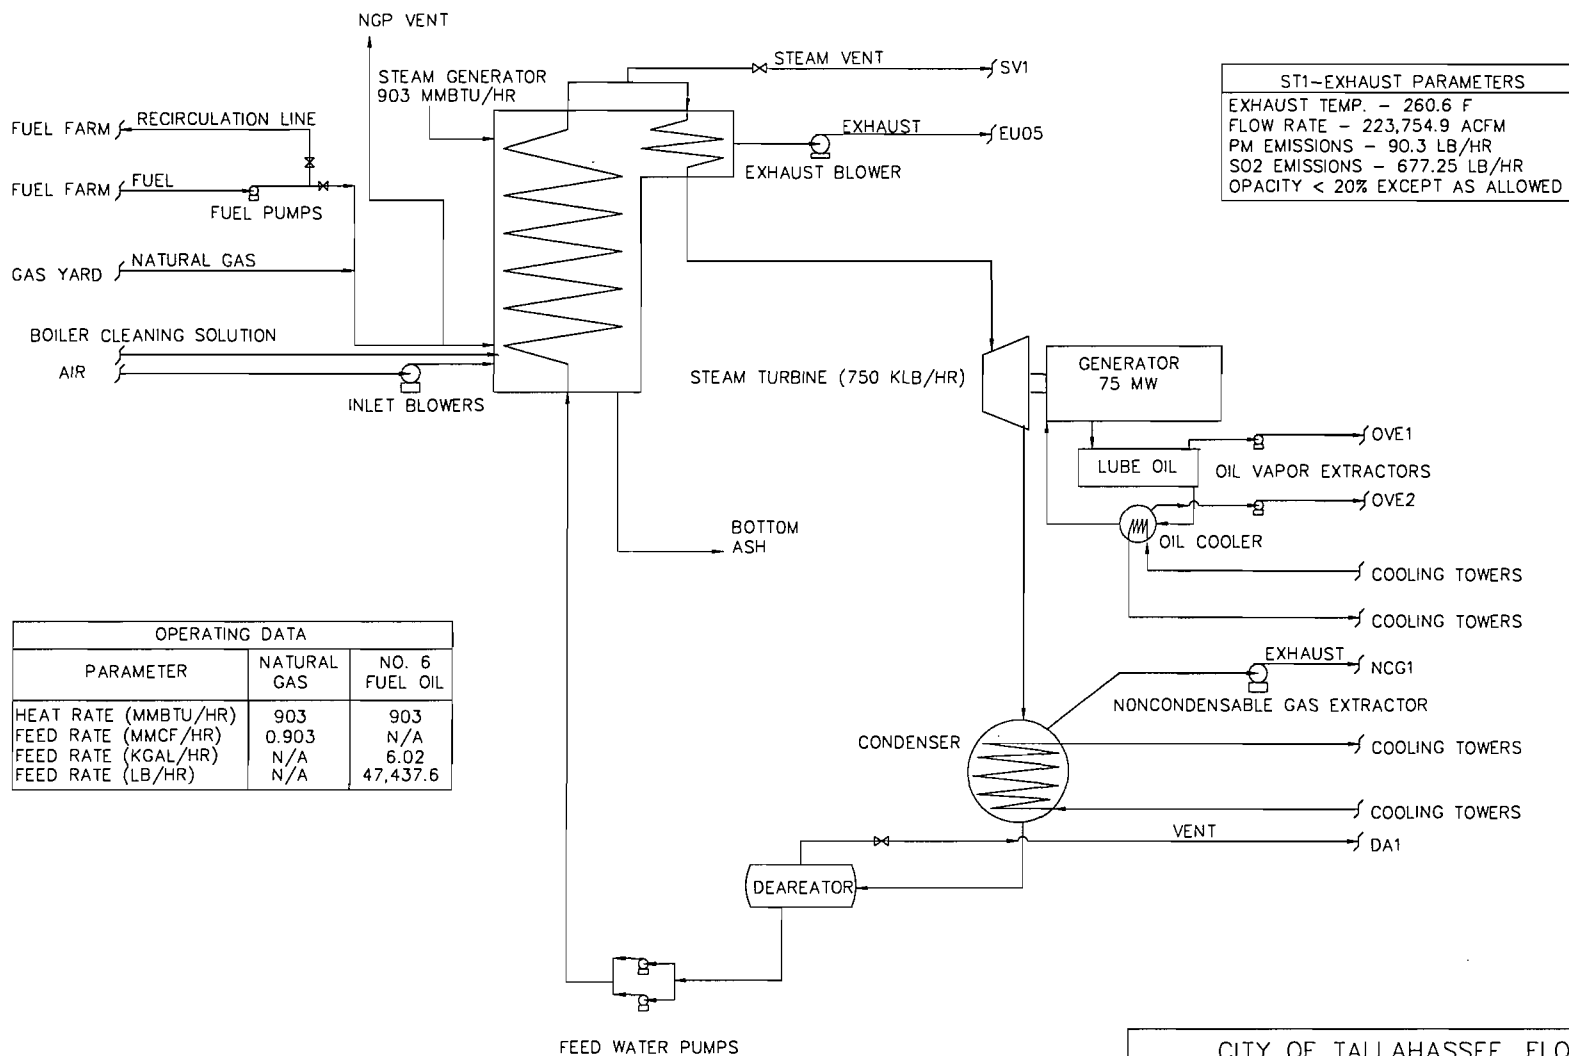 NGP VENT
STEAM VENT
SV1
STEAM GENERATOR
903 MMBTU/HR
ST1-EXHAUST PARAMETERS
EXHAUST TEMP. - 260.6 F
FLOW RATE - 223,754.9 ACFM
PM EMISSIONS - 90.3 LB/HR
SO2 EMISSIONS - 677.25 LB/HR
OPACITY < 20% EXCEPT AS ALLOWED
FUEL FARM
RECIRCULATION LINE
EXHAUST
EU05
EXHAUST BLOWER
FUEL FARM
FUEL
FUEL PUMPS
GAS YARD
NATURAL GAS
BOILER CLEANING SOLUTION
AIR
INLET BLOWERS
STEAM TURBINE (750 KLB/HR)
GENERATOR
75 MW
OVE1
LUBE OIL
OIL VAPOR EXTRACTORS
OVE2
OIL COOLER
BOTTOM
ASH
COOLING TOWERS
COOLING TOWERS
OPERATING DATA
PARAMETER NATURAL GAS NO. 6 FUEL OIL
HEAT RATE (MMBTU/HR) 903 903
FEED RATE (MMCF/HR) 0.903 N/A
FEED RATE (KGAL/HR) N/A 6.02
FEED RATE (LB/HR) N/A 47,437.6
EXHAUST
NCG1
NONCONDENSABLE GAS EXTRACTOR
CONDENSER
COOLING TOWERS
COOLING TOWERS
VENT
DA1
DEAREATOR
FEED WATER PUMPS
CITY OF TALLAHASSEE, FLO